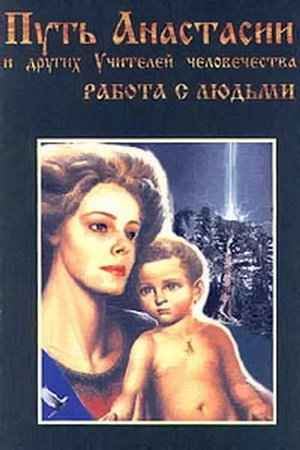 Путь Анастасии
и других Учителей человечества
работа с людьми